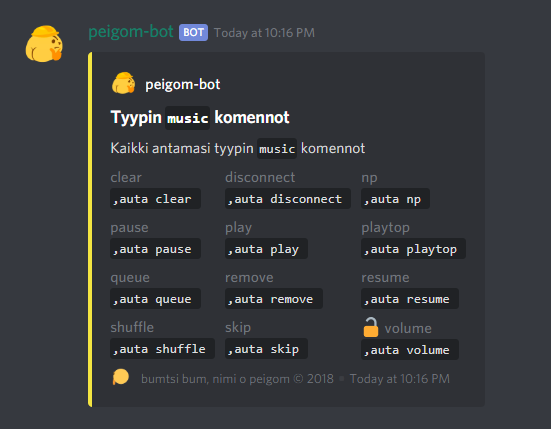 peigom-bot BOT Today at 10:16 PM
peigom-bot
Tyypin music komennot
Kaikki antamasi tyypin music komennot
clear disconnect np
,auta clear ,auta disconnect ,auta np
pause play playtop
,auta pause ,auta play ,auta playtop
queue remove resume
,auta queue ,auta remove ,auta resume
shuffle skip 🔓 volume
,auta shuffle ,auta skip ,auta volume
bumtsi bum, nimi o peigom © 2018 • Today at 10:16 PM